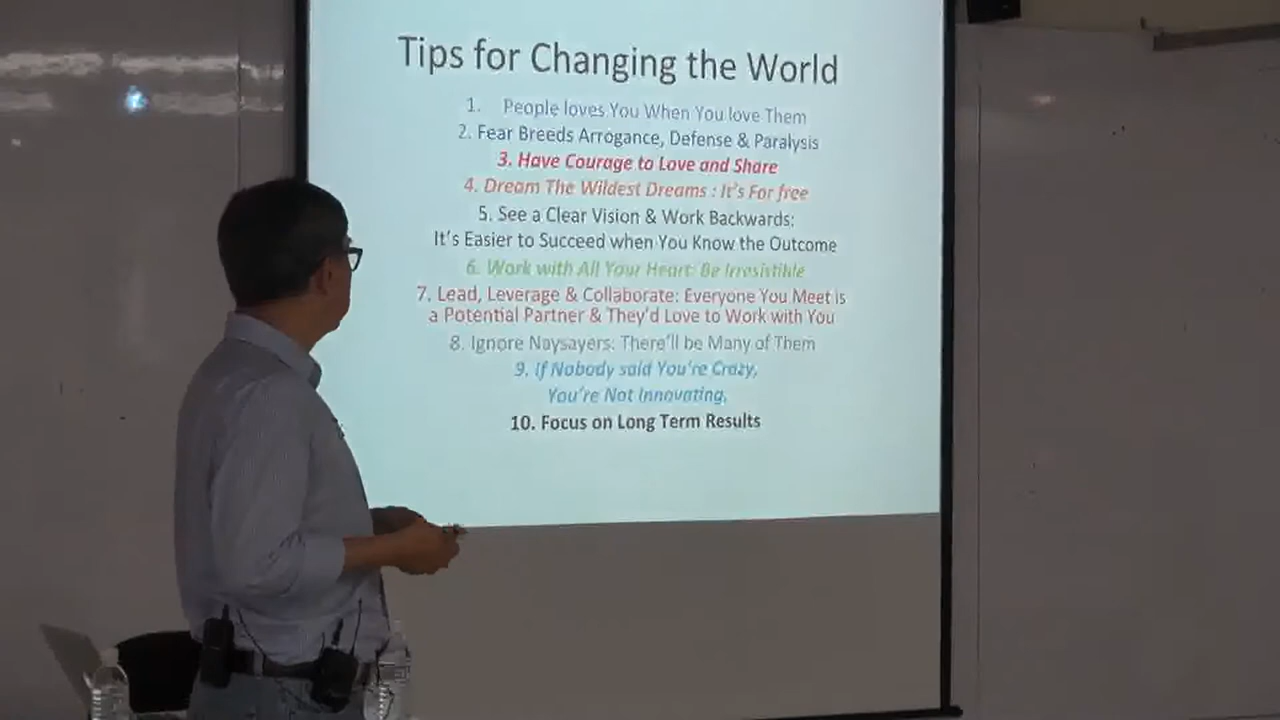 Tips for Changing the World
1. People loves You When You love Them
2. Fear Breeds Arrogance, Defense & Paralysis
3. Have Courage to Love and Share
4. Dream The Wildest Dreams : It's For free
5. See a Clear Vision & Work Backwards:
It's Easier to Succeed when You Know the Outcome
6. Work with All Your Heart: Be Irresistible
7. Lead, Leverage & Collaborate: Everyone You Meet is
a Potential Partner & They'd Love to Work with You
8. Ignore Naysayers: There'll be Many of Them
9. If Nobody said You're Crazy,
You're Not Innovating.
10. Focus on Long Term Results